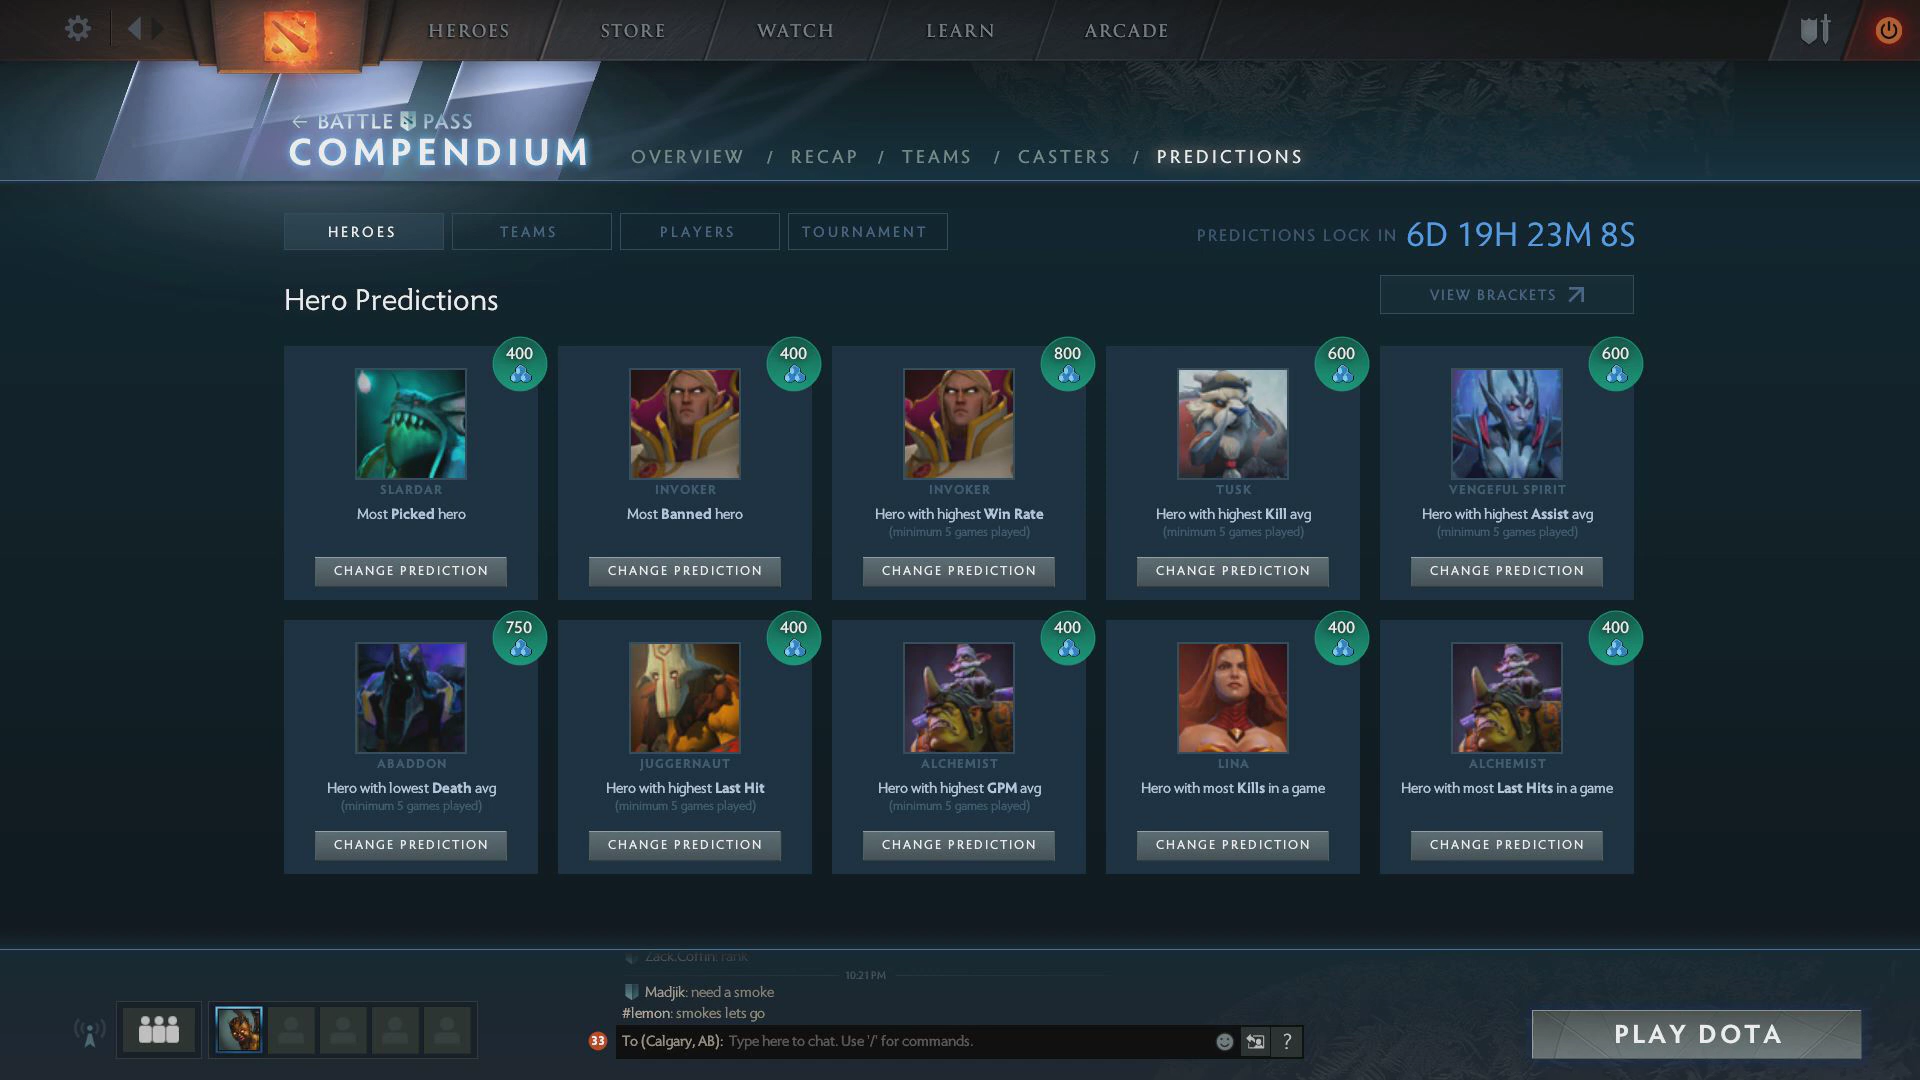 HEROES
STORE
WATCH
LEARN
ARCADE
BATTLE PASS
COMPENDIUM
OVERVIEW / RECAP / TEAMS / CASTERS / PREDICTIONS
HEROES
TEAMS
PLAYERS
TOURNAMENT
PREDICTIONS LOCK IN 6D 19H 23M 8S
Hero Predictions
VIEW BRACKETS
400
SLARDAR
Most Picked hero
CHANGE PREDICTION
400
INVOKER
Most Banned hero
CHANGE PREDICTION
800
INVOKER
Hero with highest Win Rate
(minimum 5 games played)
CHANGE PREDICTION
600
TUSK
Hero with highest Kill avg
(minimum 5 games played)
CHANGE PREDICTION
600
VENGEFUL SPIRIT
Hero with highest Assist avg
(minimum 5 games played)
CHANGE PREDICTION
750
ABADDON
Hero with lowest Death avg
(minimum 5 games played)
CHANGE PREDICTION
400
JUGGERNAUT
Hero with highest Last Hit
(minimum 5 games played)
CHANGE PREDICTION
400
ALCHEMIST
Hero with highest GPM avg
(minimum 5 games played)
CHANGE PREDICTION
400
LINA
Hero with most Kills in a game
CHANGE PREDICTION
400
ALCHEMIST
Hero with most Last Hits in a game
CHANGE PREDICTION
Zack.Coffin: rank
10:21 PM
Madjik: need a smoke
#lemon: smokes lets go
33
To (Calgary, AB): Type here to chat. Use '/' for commands.
?
PLAY DOTA